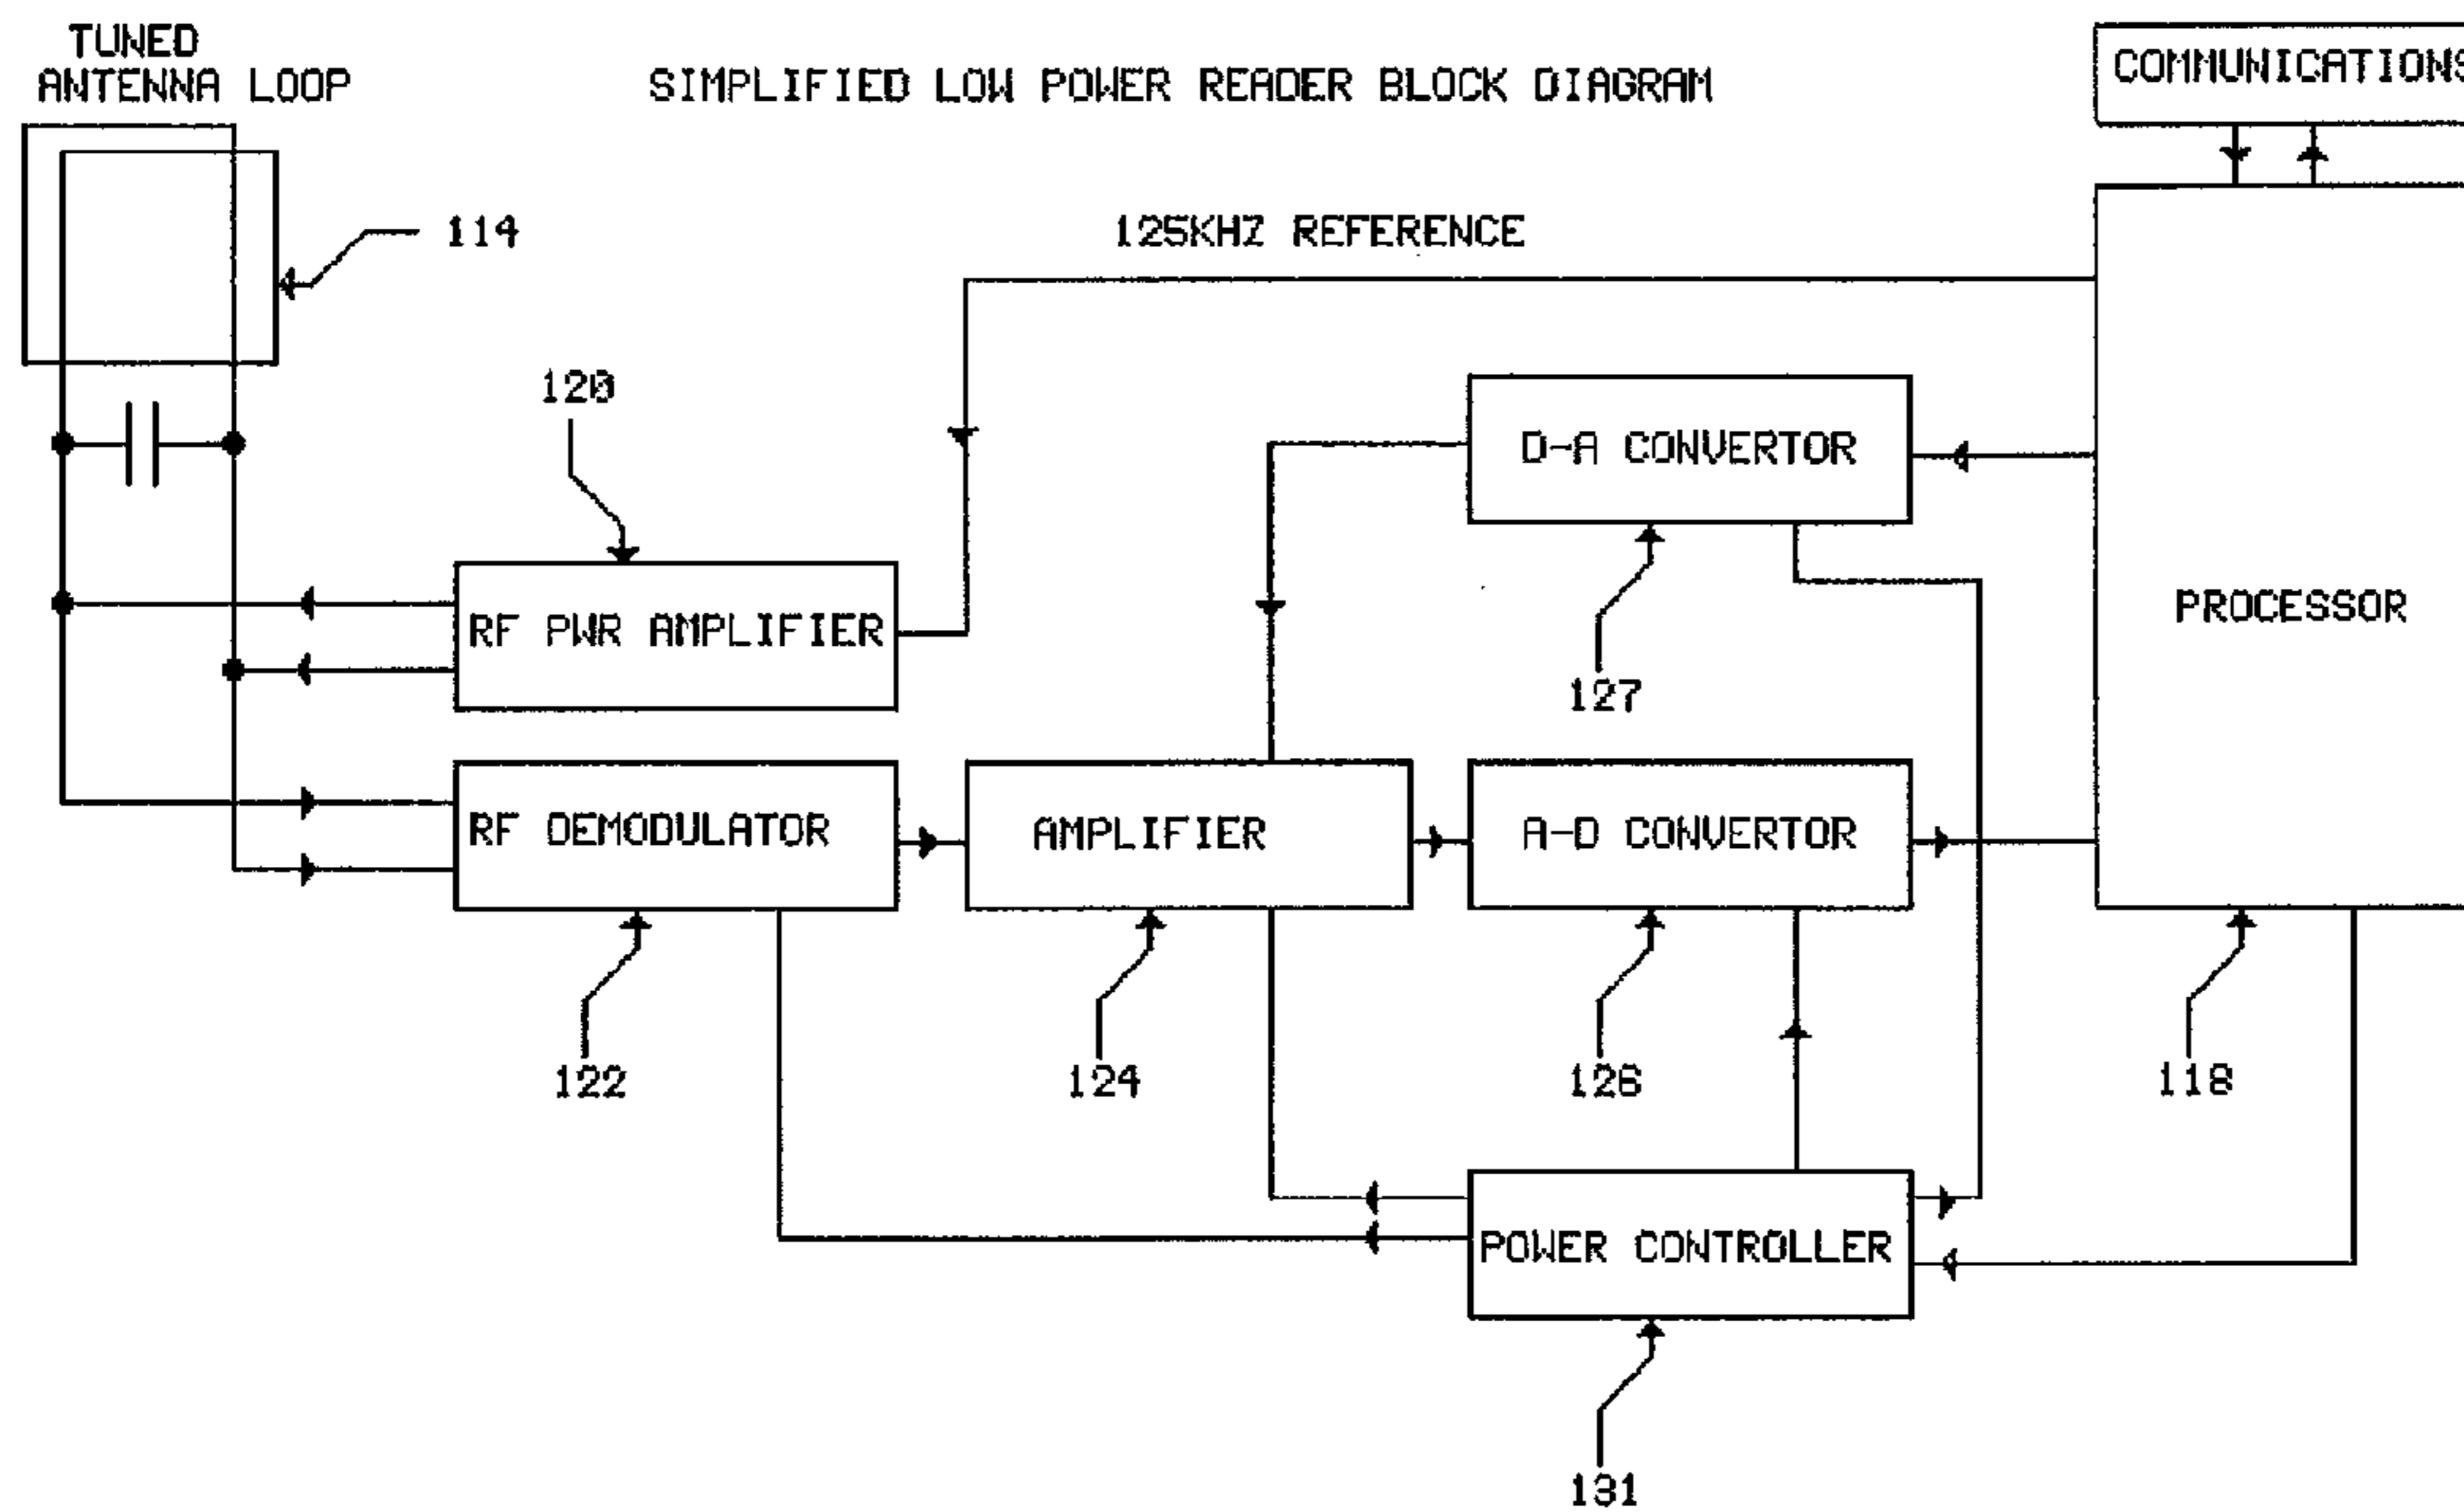 TUNED
ANTENNA LOOP
SIMPLIFIED LOW POWER READER BLOCK DIAGRAM
COMMUNICATIONS
114
125KHZ REFERENCE
120
D-A CONVERTOR
RF PWR AMPLIFIER
PROCESSOR
127
RF DEMODULATOR
AMPLIFIER
A-D CONVERTOR
122
124
126
118
POWER CONTROLLER
131